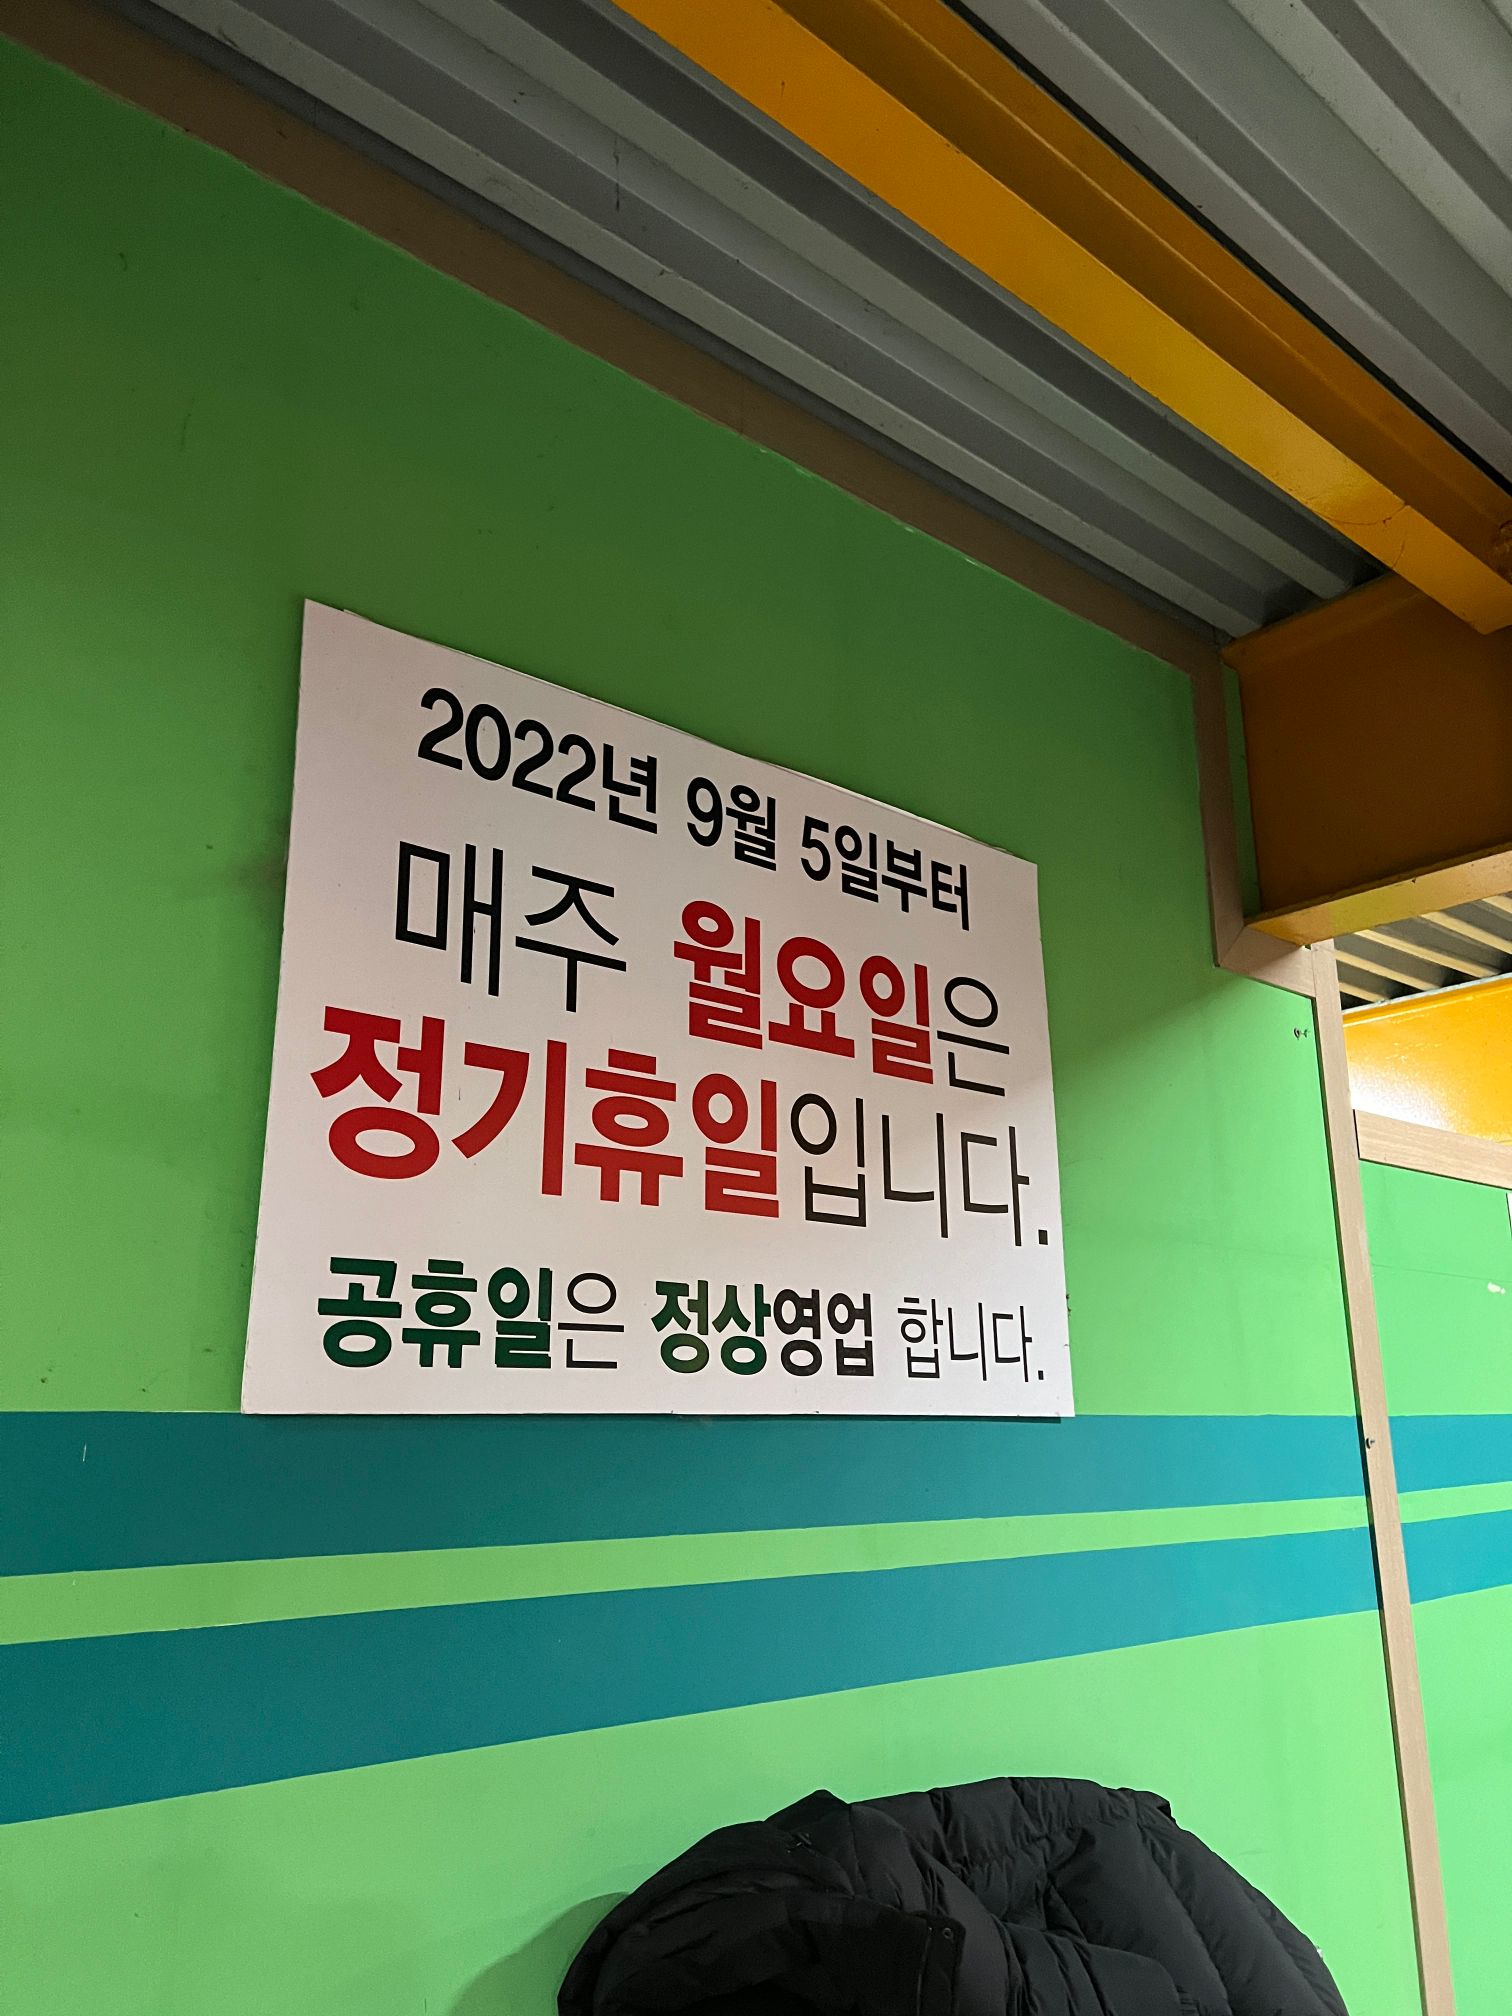 2022년 9월 5일부터
매주 월요일은
정기휴일입니다.
공휴일은 정상영업 합니다.